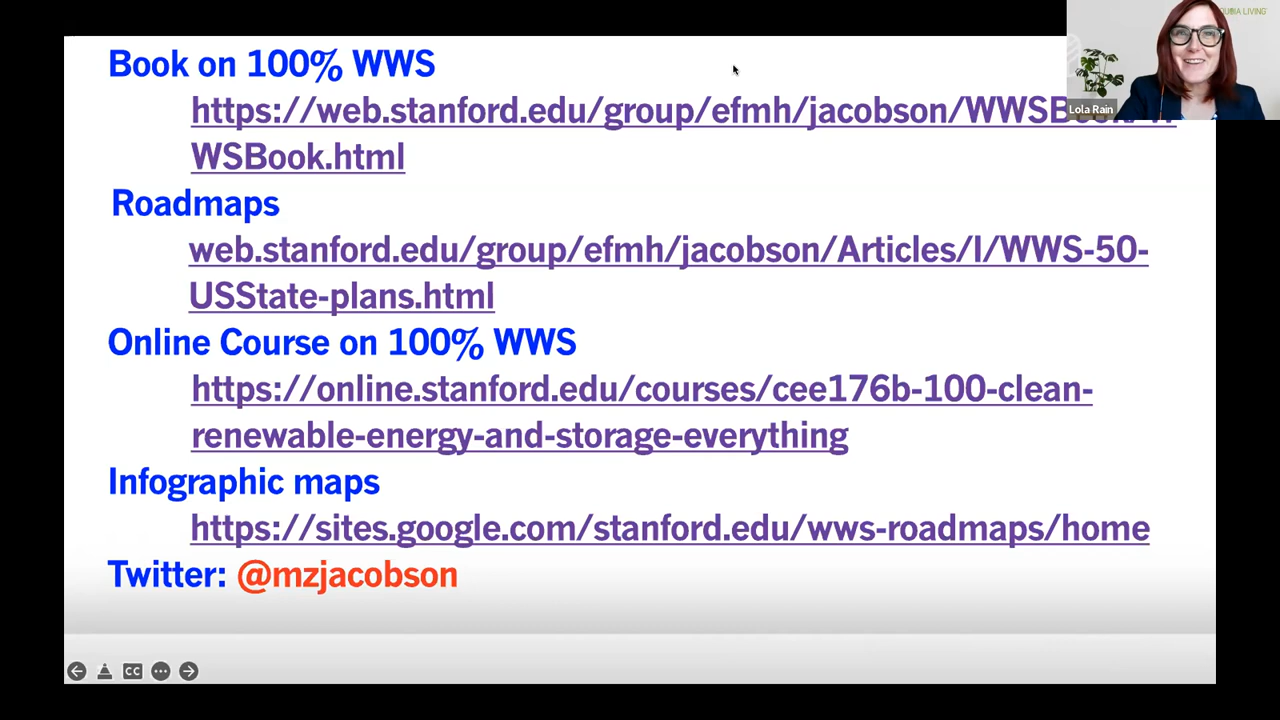 Book on 100% WWS
https://web.stanford.edu/group/efmh/jacobson/WWSB
WSBook.html
Roadmaps
web.stanford.edu/group/efmh/jacobson/Articles/I/WWS-50-
USState-plans.html
Online Course on 100% WWS
https://online.stanford.edu/courses/cee176b-100-clean-
renewable-energy-and-storage-everything
Infographic maps
https://sites.google.com/stanford.edu/wws-roadmaps/home
Twitter: @mzjacobson
LIVING
Lola Rain
CC